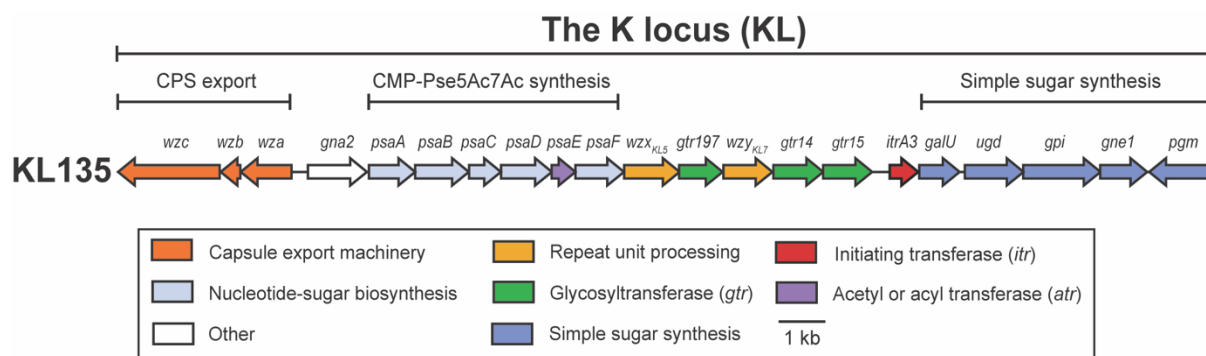 The K locus (KL)
CPS export CMP-Pse5Ac7Ac synthesis Simple sugar synthesis
wzc wzb wza gna2 psaA psaB psaC psaD psaE psaF wzxKL5 gtr197 wzyKL7 gtr14 gtr15 itrA3 galU ugd gpi gne1 pgm
KL135
Capsule export machinery Repeat unit processing Initiating transferase (itr)
Nucleotide-sugar biosynthesis Glycosyltransferase (gtr) Acetyl or acyl transferase (atr)
Other Simple sugar synthesis 1 kb